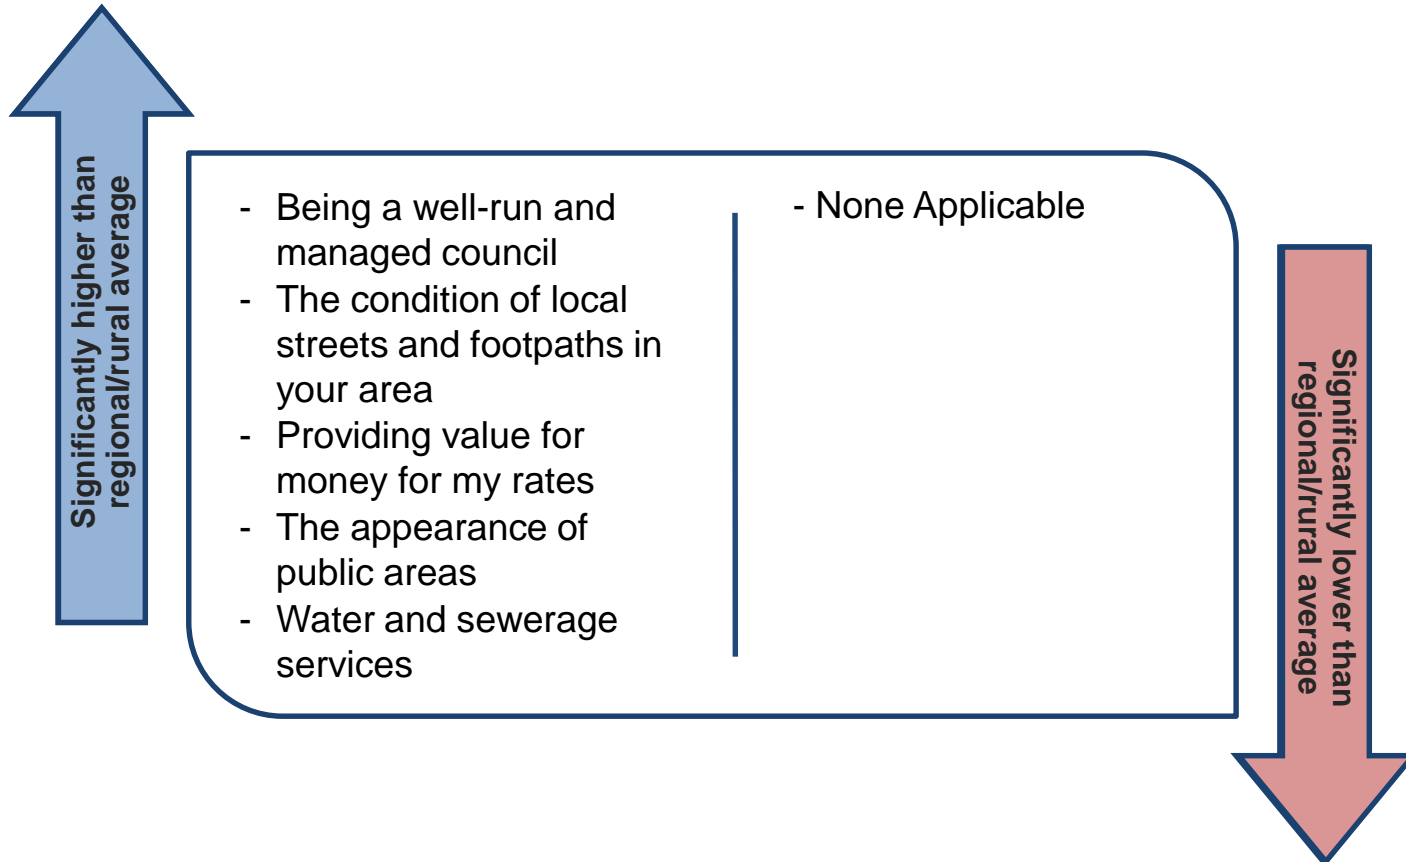 Significantly higher than
regional/rural average
- Being a well-run and
managed council
- The condition of local
streets and footpaths in
your area
- Providing value for
money for my rates
- The appearance of
public areas
- Water and sewerage
services
- None Applicable
Significantly lower than
regional/rural average